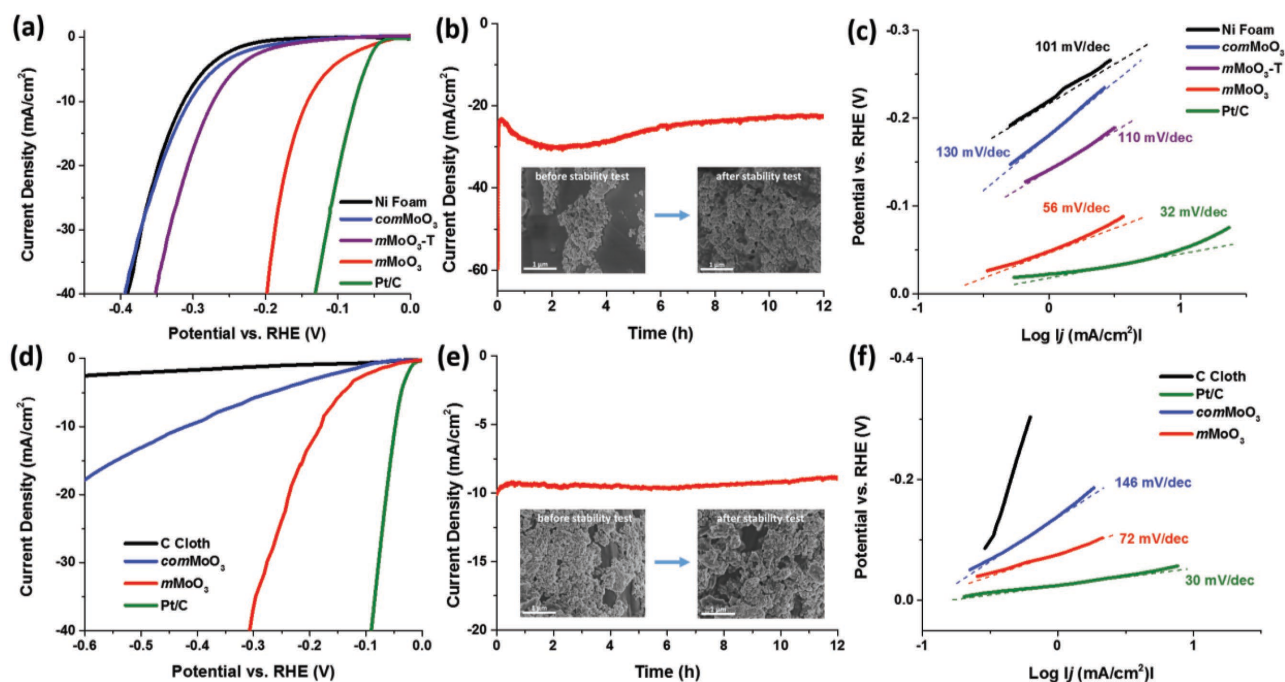 (a)
0
-10
-20
-30
-40
-0.4
-0.3
-0.2
-0.1
0.0
Current Density (mA/cm²)
Potential vs. RHE (V)
Ni Foam
comMoO₃
mMoO₃-T
mMoO₃
Pt/C
(b)
0
-20
-40
-60
0
2
4
6
8
10
12
Current Density (mA/cm²)
Time (h)
before stability test
1 µm
after stability test
1 µm
(c)
-0.3
-0.2
-0.1
0.0
0
1
Potential vs. RHE (V)
Log |j (mA/cm²)|
101 mV/dec
130 mV/dec
110 mV/dec
56 mV/dec
32 mV/dec
Ni Foam
comMoO₃
mMoO₃-T
mMoO₃
Pt/C
(d)
0
-10
-20
-30
-40
-0.6
-0.5
-0.4
-0.3
-0.2
-0.1
0.0
Current Density (mA/cm²)
Potential vs. RHE (V)
C Cloth
comMoO₃
mMoO₃
Pt/C
(e)
0
-5
-10
-15
-20
0
2
4
6
8
10
12
Current Density (mA/cm²)
Time (h)
before stability test
1 µm
after stability test
1 µm
(f)
-0.4
-0.2
0.0
-1
0
1
Potential vs. RHE (V)
Log |j (mA/cm²)|
C Cloth
Pt/C
comMoO₃
mMoO₃
146 mV/dec
72 mV/dec
30 mV/dec